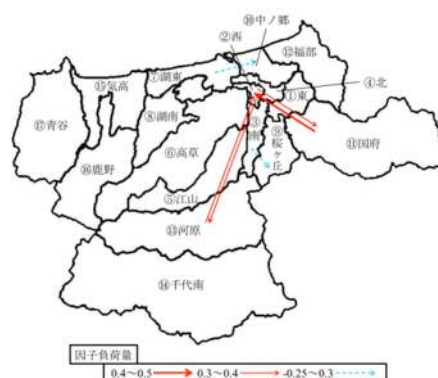 ⑩中ノ郷
②西
⑫福部
⑦湖東
④北
⑮気高
①東
⑧湖南
⑰青谷
③南
⑨桜ヶ丘
⑪国府
⑥高草
⑯鹿野
⑤江山
⑬河原
⑭千代南
因子負荷量
0.4～0.5 0.3～0.4 -0.25～0.3